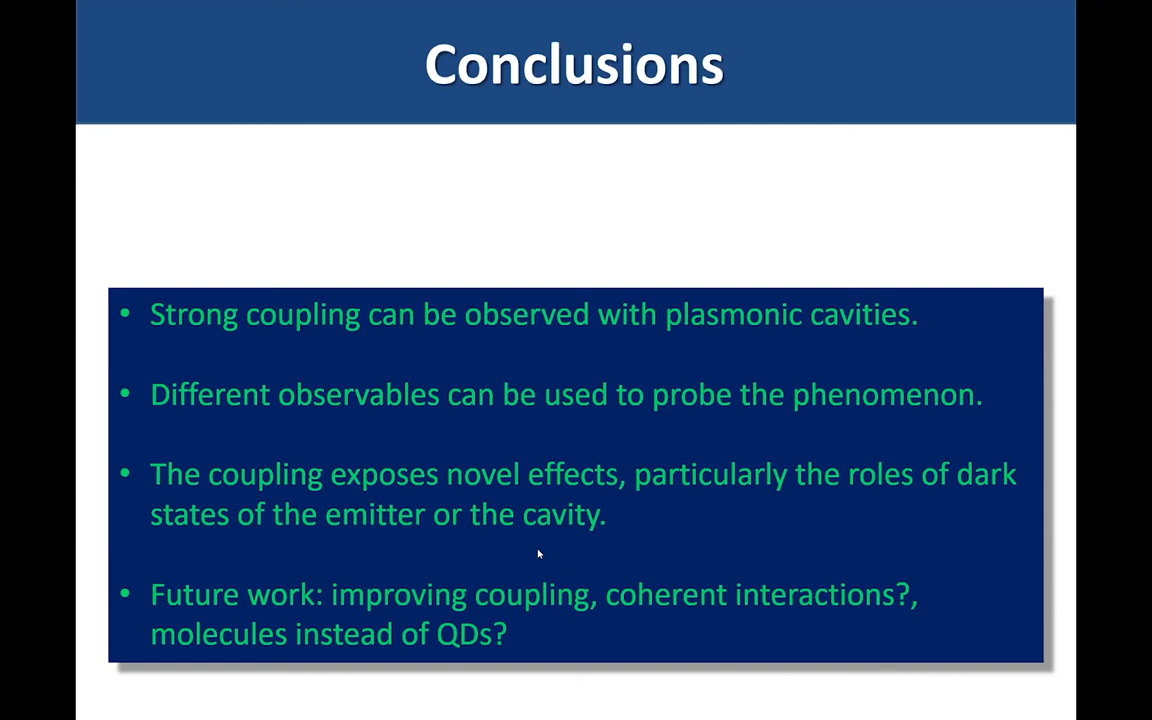 Conclusions
• Strong coupling can be observed with plasmonic cavities.
• Different observables can be used to probe the phenomenon.
• The coupling exposes novel effects, particularly the roles of dark
states of the emitter or the cavity.
• Future work: improving coupling, coherent interactions?,
molecules instead of QDs?